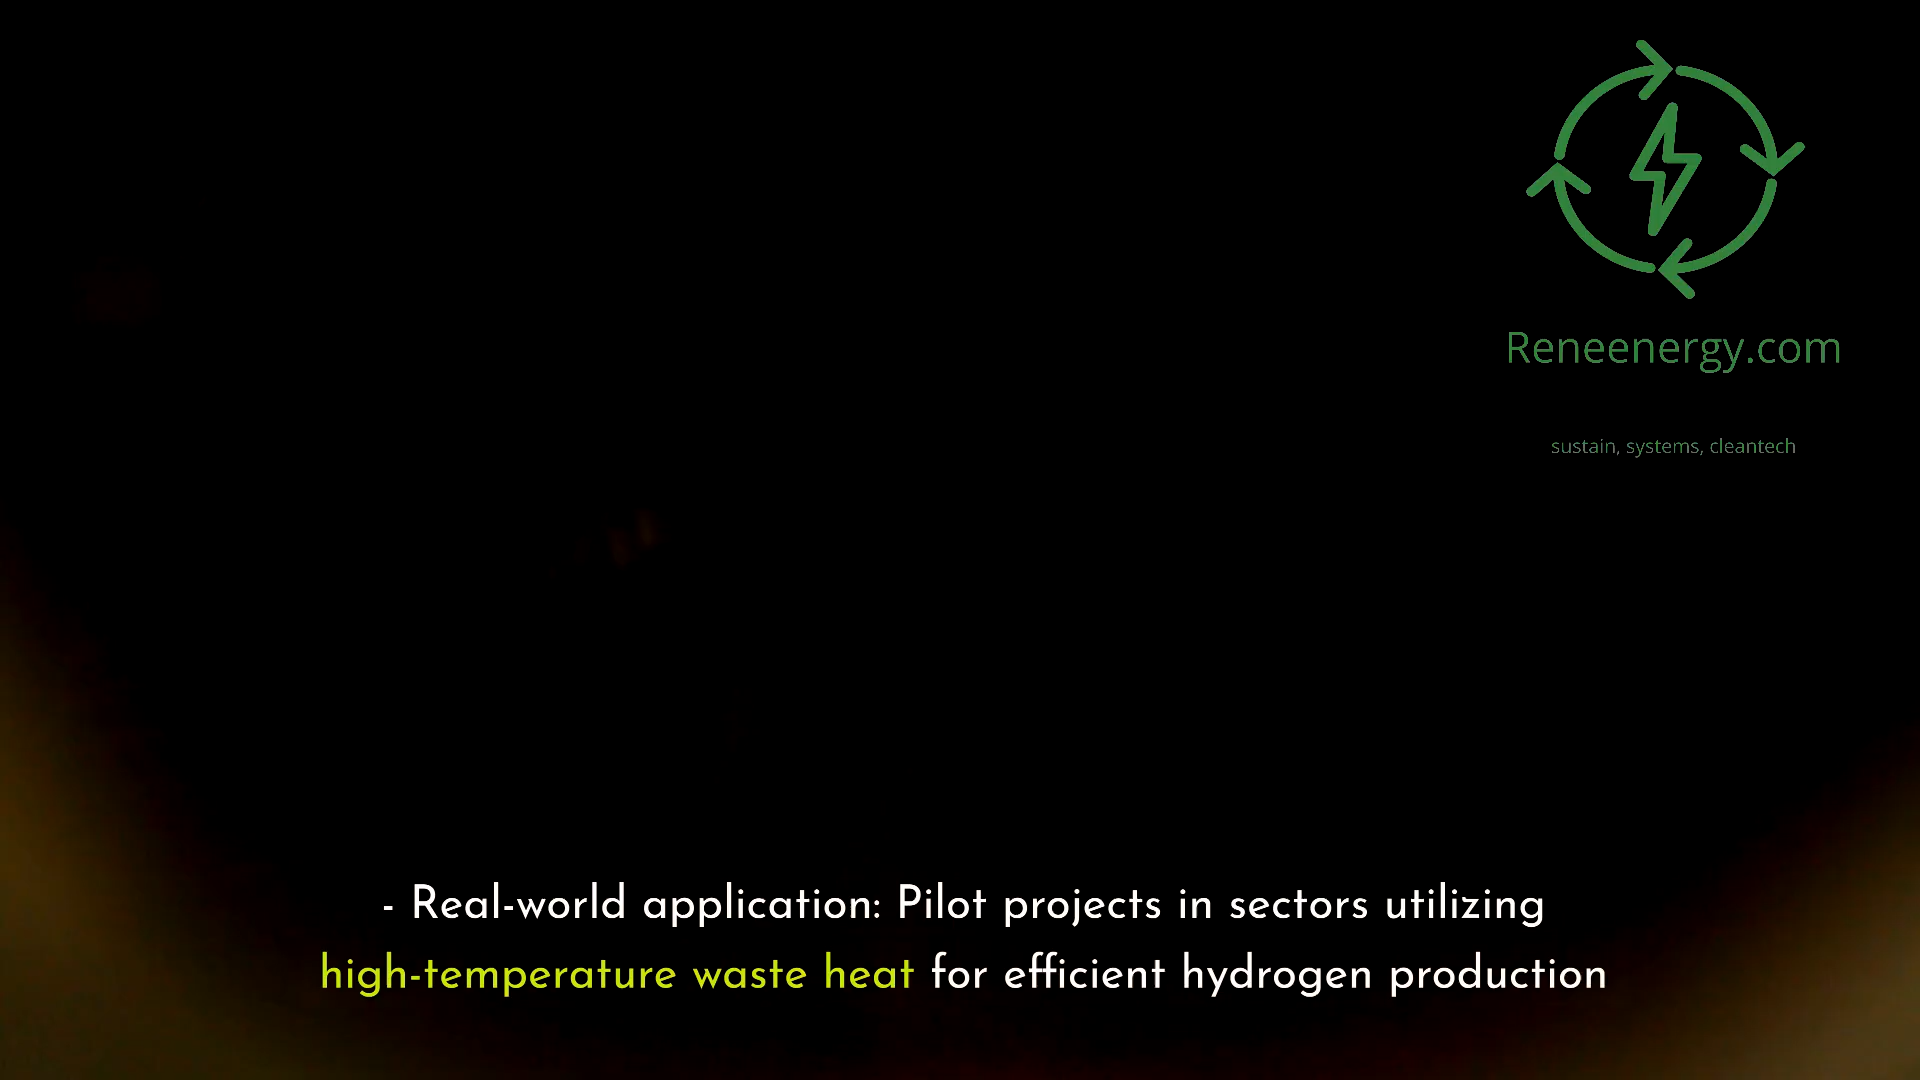 Reneenergy.com
sustain, systems, cleantech
- Real-world application: Pilot projects in sectors utilizing
high-temperature waste heat for efficient hydrogen production